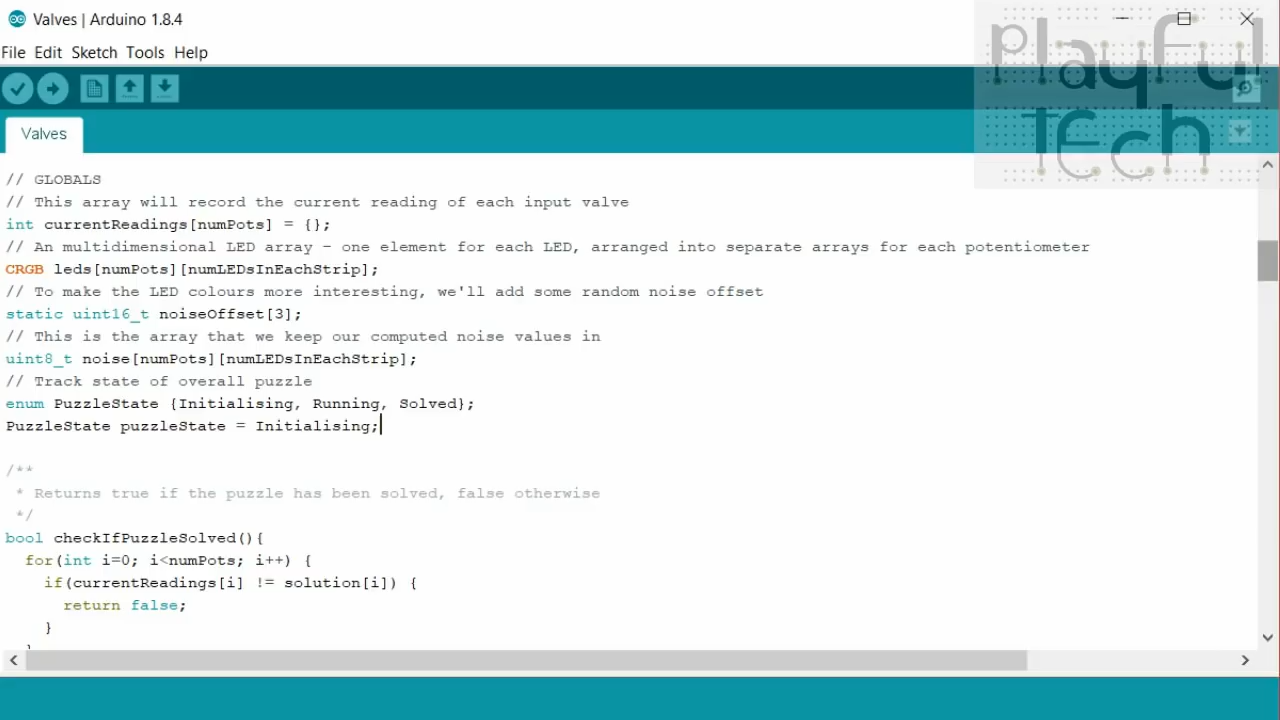 Valves | Arduino 1.8.4
File Edit Sketch Tools Help
playful
tech
Valves
// GLOBALS
// This array will record the current reading of each input valve
int currentReadings[numPots] = {};
// An multidimensional LED array - one element for each LED, arranged into separate arrays for each potentiometer
CRGB leds[numPots][numLEDsInEachStrip];
// To make the LED colours more interesting, we'll add some random noise offset
static uint16_t noiseOffset[3];
// This is the array that we keep our computed noise values in
uint8_t noise[numPots][numLEDsInEachStrip];
// Track state of overall puzzle
enum PuzzleState {Initialising, Running, Solved};
PuzzleState puzzleState = Initialising;
/**
* Returns true if the puzzle has been solved, false otherwise
*/
bool checkIfPuzzleSolved(){
for(int i=0; i<numPots; i++) {
if(currentReadings[i] != solution[i]) {
return false;
}